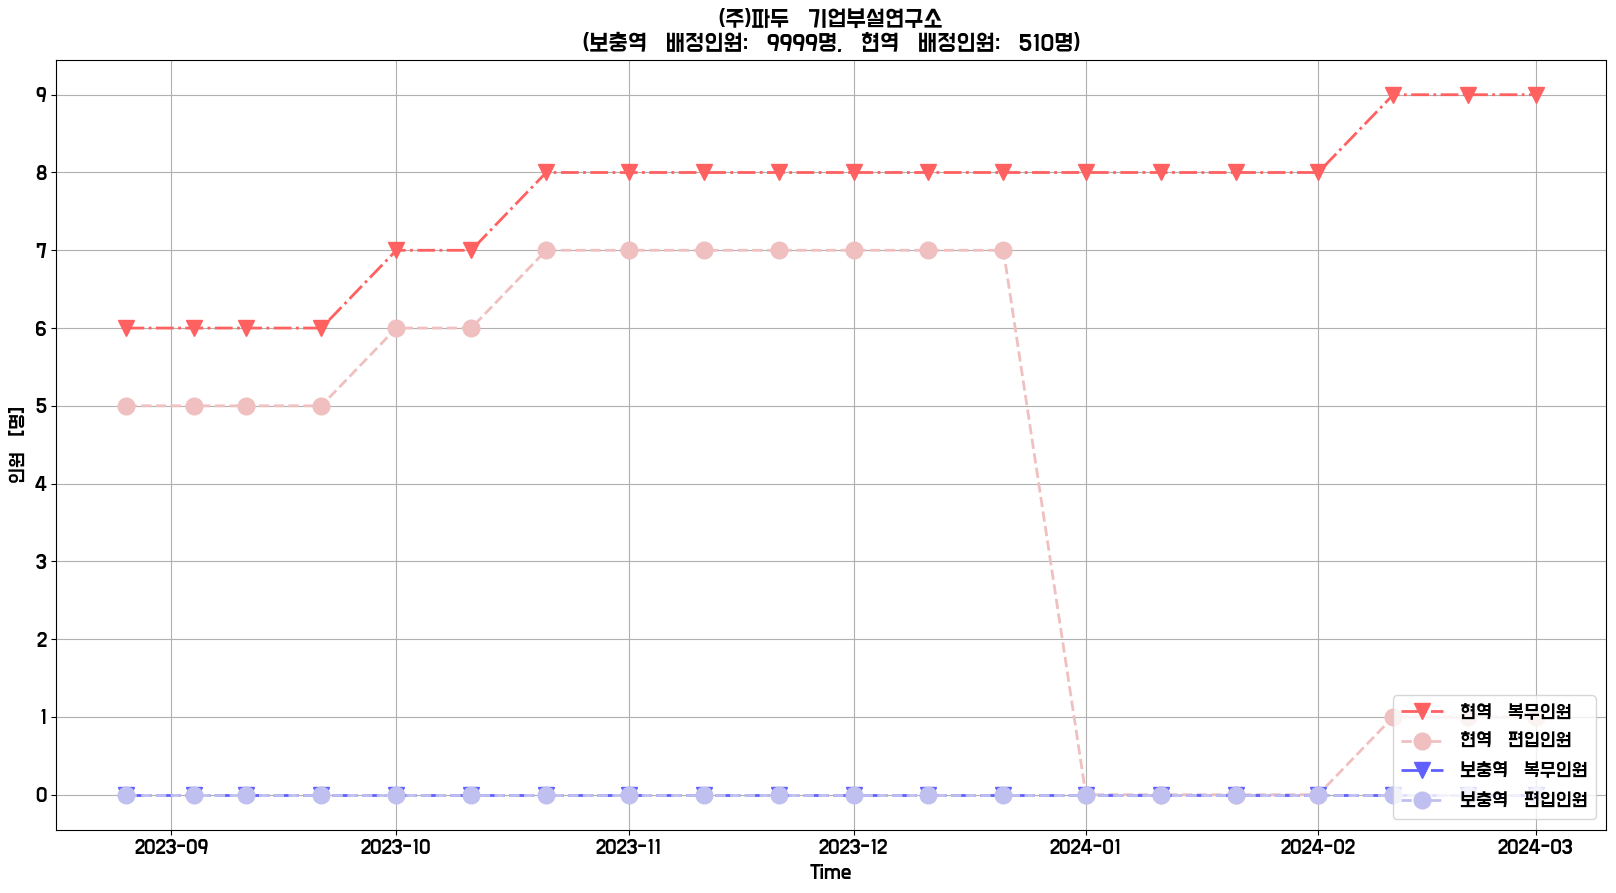 (주)파두 기업부설연구소
(보충역 배정인원: 9999명, 현역 배정인원: 510명)
9
8
7
6
5
4
3
2
1
0
인원 [명]
현역 복무인원
현역 편입인원
보충역 복무인원
보충역 편입인원
2023-09 2023-10 2023-11 2023-12 2024-01 2024-02 2024-03
Time